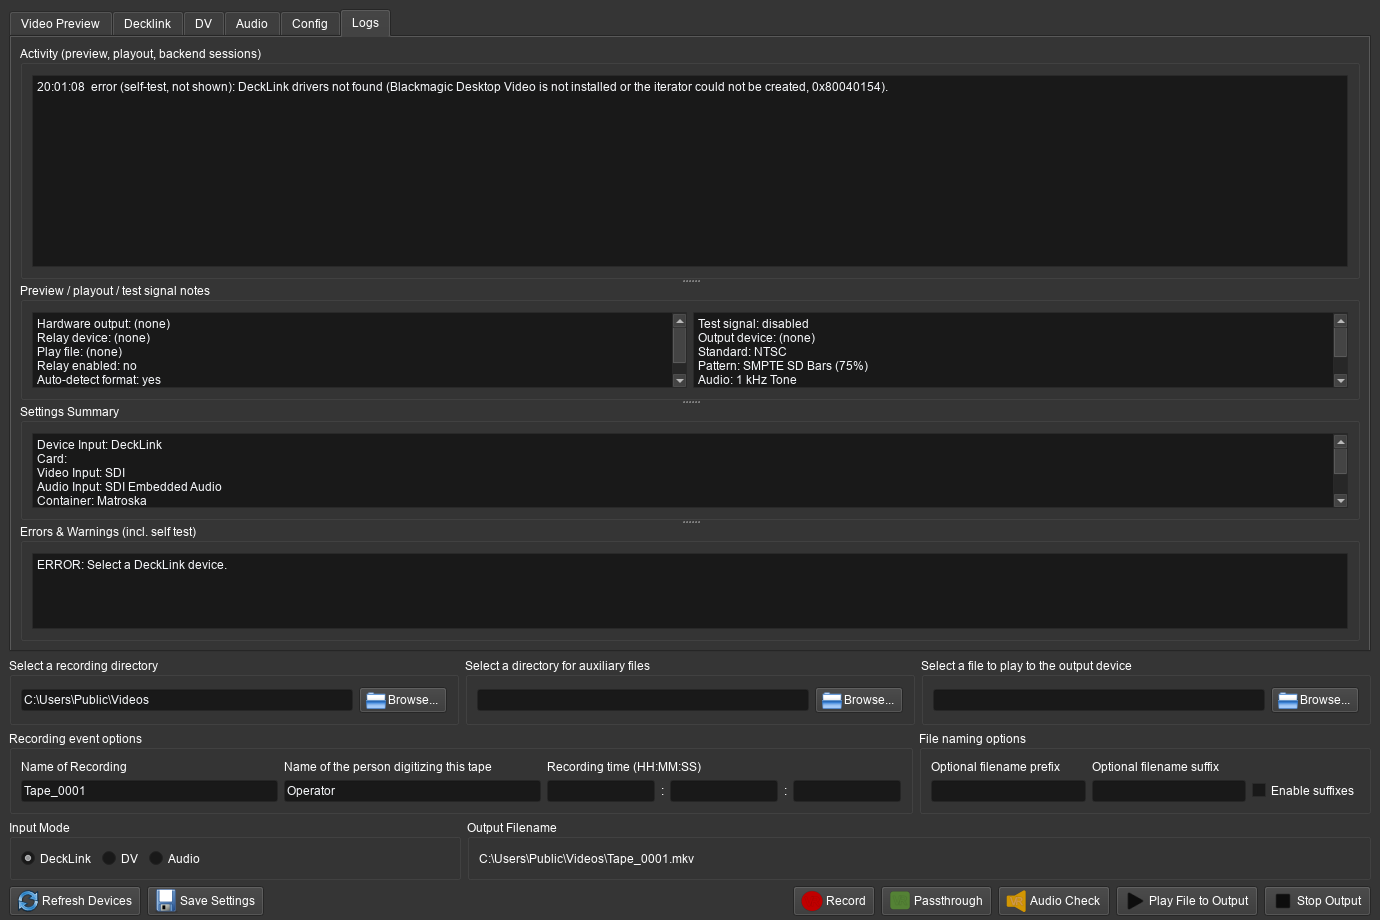 Video Preview Decklink DV Audio Config Logs
Activity (preview, playout, backend sessions)
20:01:08 error (self-test, not shown): DeckLink drivers not found (Blackmagic Desktop Video is not installed or the iterator could not be created, 0x80040154).
Preview / playout / test signal notes
Hardware output: (none)
Relay device: (none)
Play file: (none)
Relay enabled: no
Auto-detect format: yes
Test signal: disabled
Output device: (none)
Standard: NTSC
Pattern: SMPTE SD Bars (75%)
Audio: 1 kHz Tone
Settings Summary
Device Input: DeckLink
Card:
Video Input: SDI
Audio Input: SDI Embedded Audio
Container: Matroska
Errors & Warnings (incl. self test)
ERROR: Select a DeckLink device.
Select a recording directory Select a directory for auxiliary files Select a file to play to the output device
C:\Users\Public\Videos Browse... Browse... Browse...
Recording event options File naming options
Name of Recording Name of the person digitizing this tape Recording time (HH:MM:SS) Optional filename prefix Optional filename suffix
Tape_0001 Operator : : Enable suffixes
Input Mode Output Filename
DeckLink DV Audio C:\Users\Public\Videos\Tape_0001.mkv
Refresh Devices Save Settings Record Passthrough Audio Check Play File to Output Stop Output